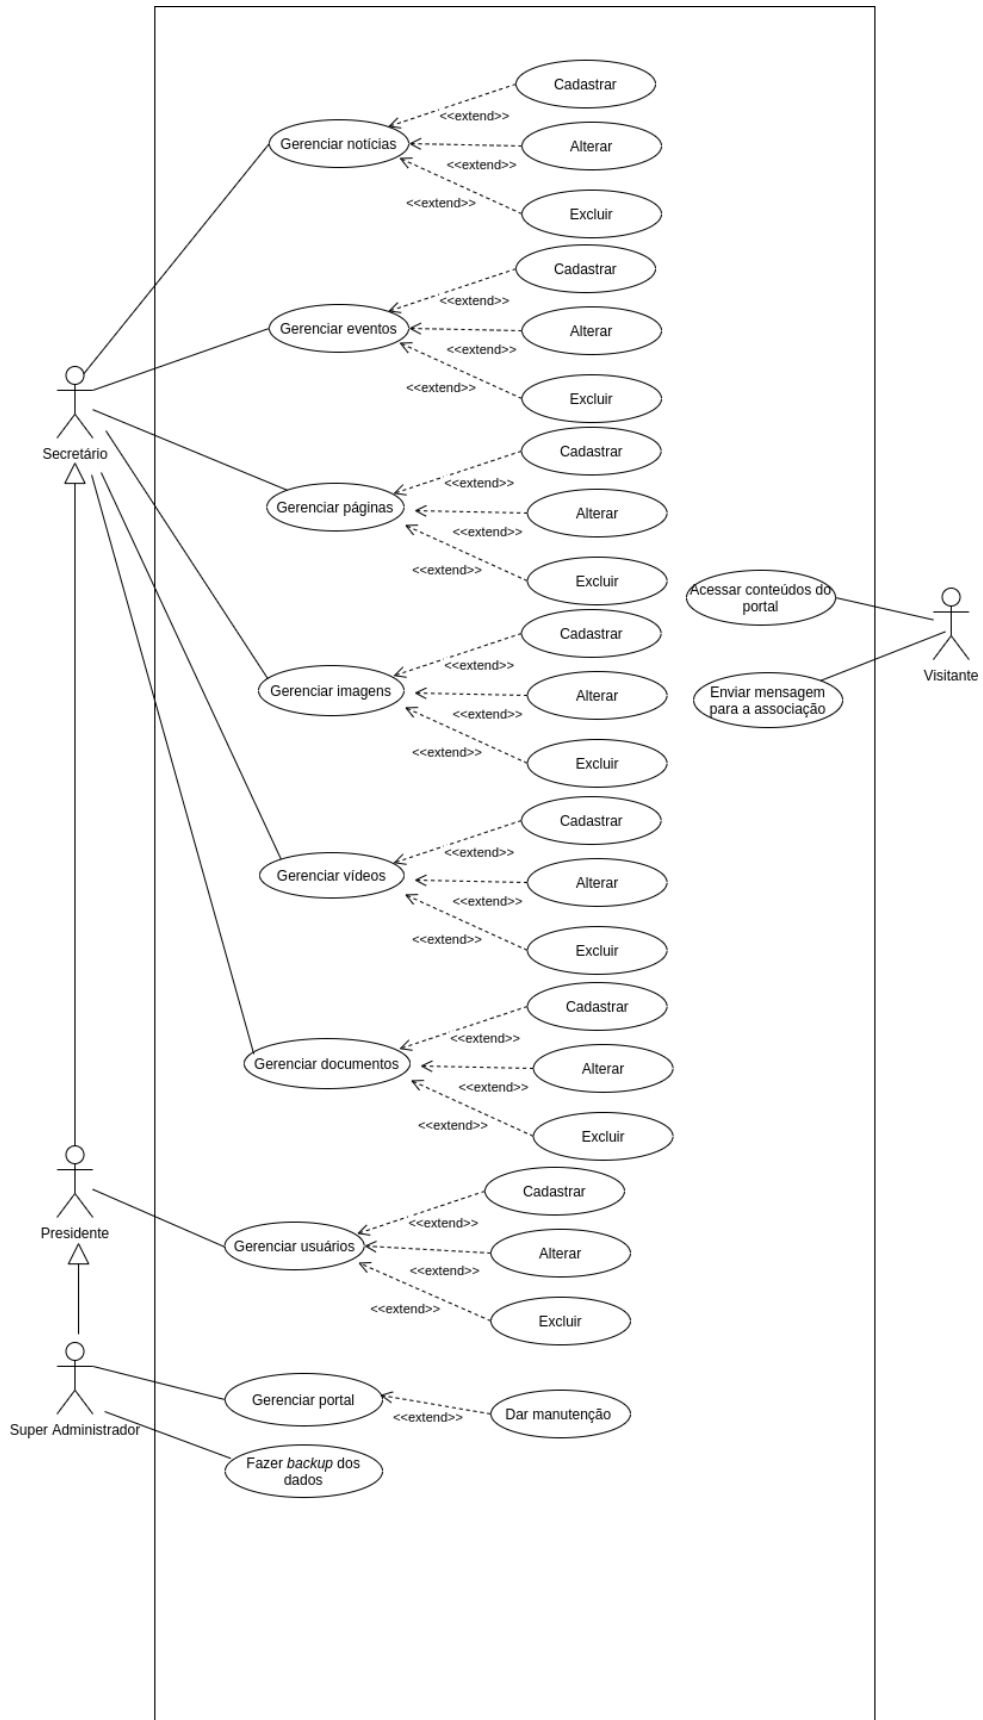 Cadastrar
<<extend>>
Gerenciar notícias
Alterar
<<extend>>
<<extend>>
Excluir
Cadastrar
<<extend>>
Gerenciar eventos
Alterar
<<extend>>
<<extend>>
Excluir
Secretário
Cadastrar
<<extend>>
Gerenciar páginas
Alterar
<<extend>>
<<extend>>
Excluir
Acessar conteúdos do
portal
Visitante
Enviar mensagem
para a associação
Cadastrar
<<extend>>
Gerenciar imagens
Alterar
<<extend>>
<<extend>>
Excluir
Cadastrar
<<extend>>
Gerenciar vídeos
Alterar
<<extend>>
<<extend>>
Excluir
Cadastrar
<<extend>>
Gerenciar documentos
Alterar
<<extend>>
<<extend>>
Excluir
Presidente
Cadastrar
<<extend>>
Gerenciar usuários
Alterar
<<extend>>
<<extend>>
Excluir
Super Administrador
Gerenciar portal
<<extend>>
Dar manutenção
Fazer backup dos
dados